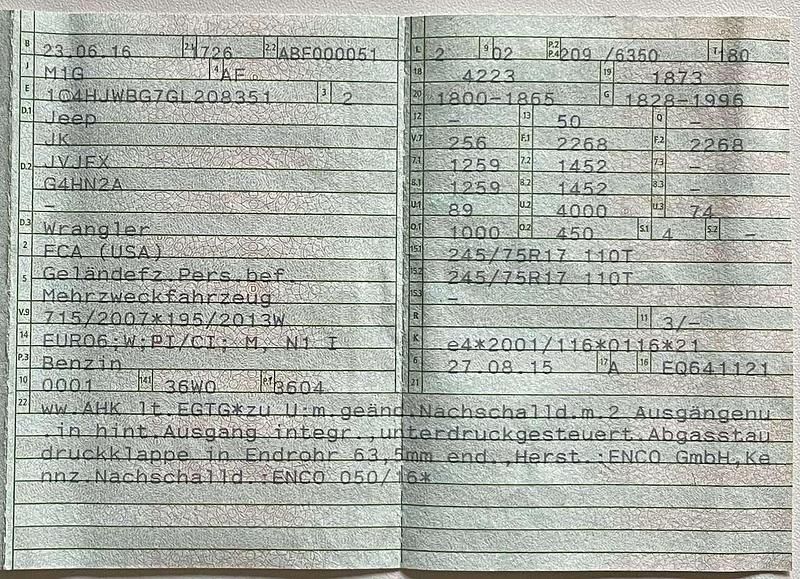 B 23.06.16 2.1 1726 2.2 ABF000051
J M1G 4 AF
E 1C4HJWBG7GL208351 3 2
D.1 Jeep
JK
D.2 JVJFX
G4HN2A
–
D.3 Wrangler
2 FCA (USA)
5 Geländefz.Pers.bef.
Mehrzweckfahrzeug
V.9 715/2007*195/2013W
14 EURO6;W;PI/CI; M, N1 I
P.3 Benzin
10 0001 14.1 36W0 P.1 3604
L 2 9 02 P.2 P.4 209 /6350 T 180
18 4223 19 1873
20 1800-1865 G 1828-1996
12 – 13 50 Q –
V.7 256 F.1 2268 F.2 2268
7.1 1259 7.2 1452 7.3 –
8.1 1259 8.2 1452 8.3 –
U.1 89 U.2 4000 U.3 74
O.1 1000 O.2 450 S.1 4 S.2 –
15.1 245/75R17 110T
15.2 245/75R17 110T
15.3 –
R 11 3/–
K e4*2001/116*0116*21
6 27.08.15 17 A 16 EQ641121
21
22 ww.AHK lt.EGTG*zu U:m.geänd.Nachschalld.m.2 Ausgängenu
.in hint.Ausgang integr.,unterdruckgesteuert.Abgasstau
druckklappe in Endrohr 63,5mm end.,Herst.:ENCO GmbH,Ke
nnz.Nachschalld.:ENCO 050/16*